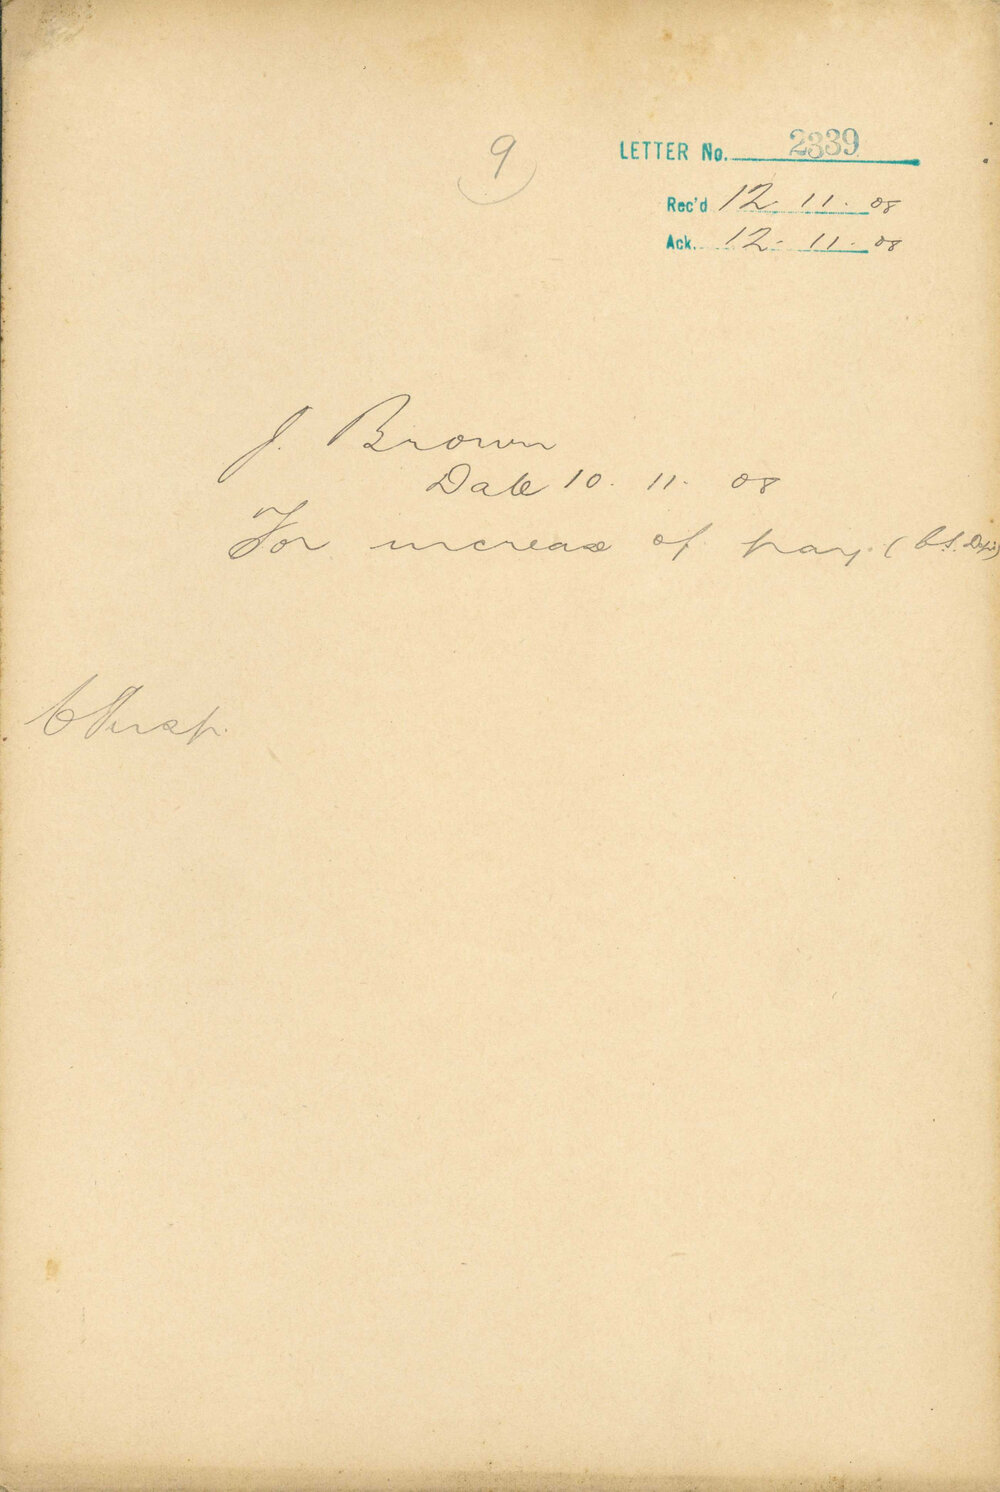 9
LETTER No. 2339
Rec'd 12. 11. 08
Ack. 12. 11. 08
J. Brown
Date 10. 11. 08
For increase of pay. (C.S. Dept)